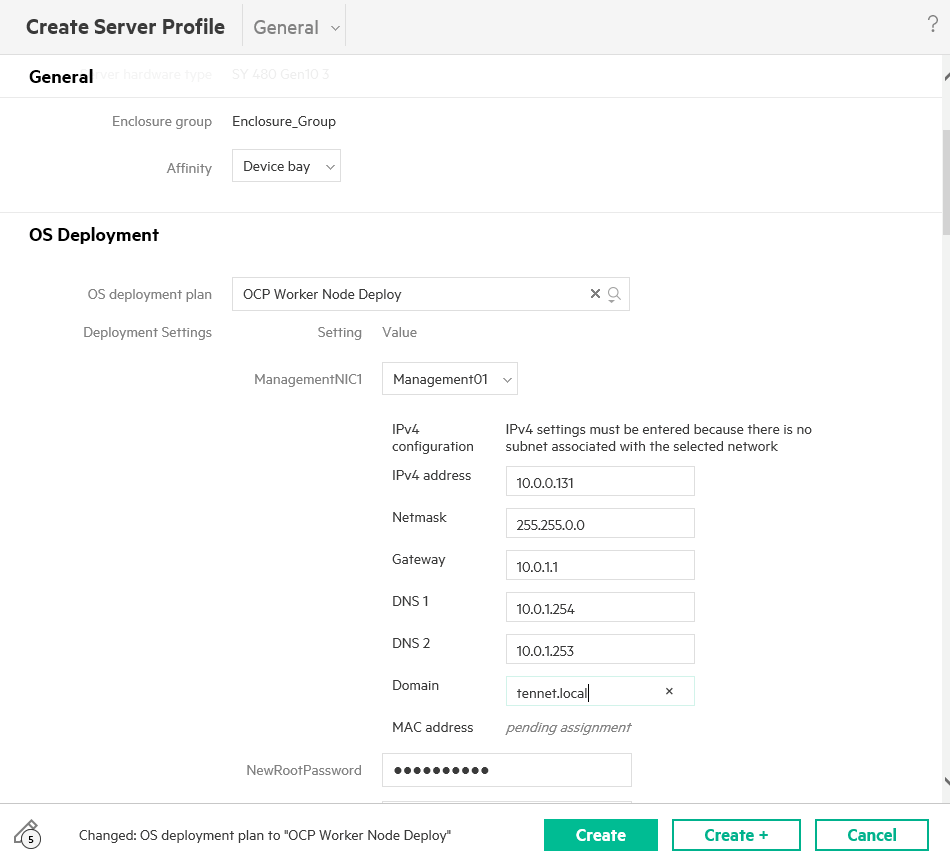 Create Server Profile
General
?
General
Server hardware type
SY 480 Gen10 3
Enclosure group
Enclosure_Group
Affinity
Device bay
OS Deployment
OS deployment plan
OCP Worker Node Deploy
Deployment Settings
Setting
Value
ManagementNIC1
Management01
IPv4
configuration
IPv4 settings must be entered because there is no
subnet associated with the selected network
IPv4 address
10.0.0.131
Netmask
255.255.0.0
Gateway
10.0.1.1
DNS 1
10.0.1.254
DNS 2
10.0.1.253
Domain
tennet.local
MAC address
pending assignment
NewRootPassword
●●●●●●●●●●
5
Changed: OS deployment plan to "OCP Worker Node Deploy"
Create
Create +
Cancel